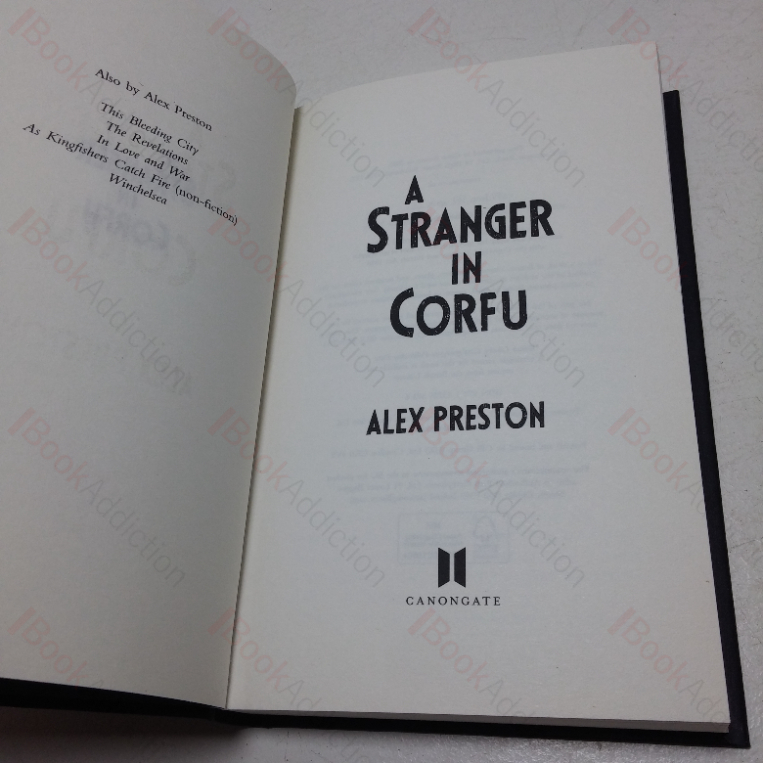 Also by Alex Preston
This Bleeding City
The Revelations
In Love and War
As Kingfishers Catch Fire (non-fiction)
Winchelsea
A
STRANGER
IN
CORFU
ALEX PRESTON
CANONGATE
BookAddiction